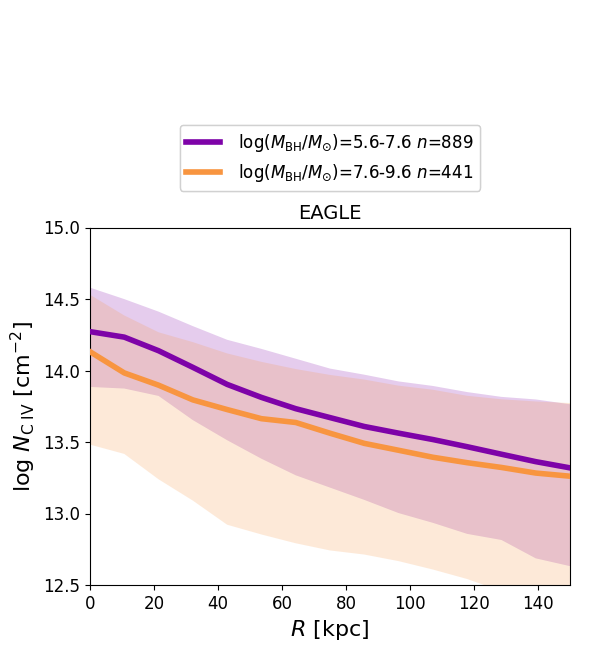 log(M_BH/M_⊙)=5.6-7.6 n=889
log(M_BH/M_⊙)=7.6-9.6 n=441
EAGLE
15.0
14.5
14.0
13.5
13.0
12.5
log N_C IV [cm^−2]
0 20 40 60 80 100 120 140
R [kpc]